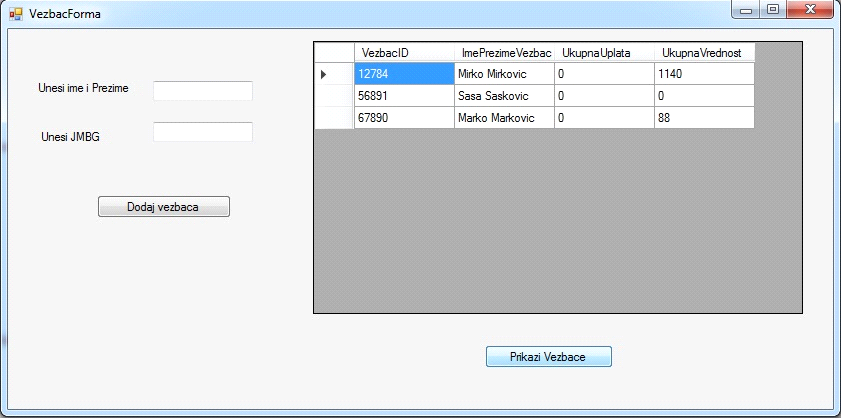 VezbacForma
Unesi ime i Prezime
Unesi JMBG
Dodaj vezbaca
VezbacID ImePrezimeVezbac UkupnaUplata UkupnaVrednost
12784 Mirko Mirkovic 0 1140
56891 Sasa Saskovic 0 0
67890 Marko Markovic 0 88
Prikazi Vezbace